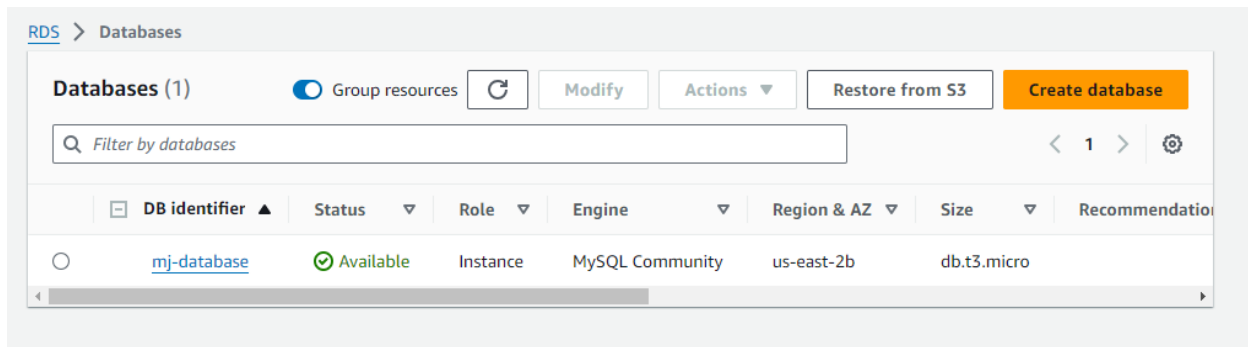 RDS > Databases
Databases (1) Group resources Modify Actions Restore from S3 Create database
Filter by databases 1
DB identifier Status Role Engine Region & AZ Size Recommendation
mj-database Available Instance MySQL Community us-east-2b db.t3.micro